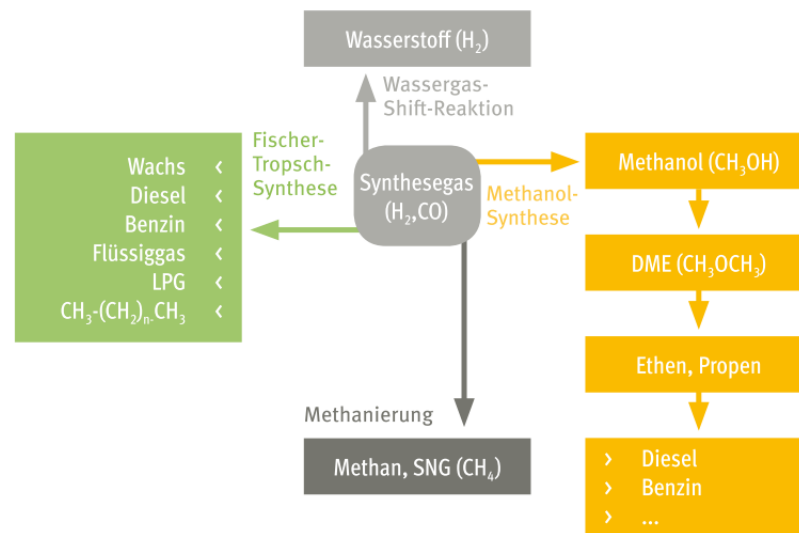 Wasserstoff (H₂)
Wassergas-
Shift-Reaktion
Fischer-
Tropsch-
Synthese
Wachs <
Diesel <
Benzin <
Flüssiggas <
LPG <
CH₃-(CH₂)ₙ-CH₃ <
Synthesegas
(H₂,CO)
Methanol-
Synthese
Methanol (CH₃OH)
DME (CH₃OCH₃)
Ethen, Propen
> Diesel
> Benzin
> ...
Methanierung
Methan, SNG (CH₄)